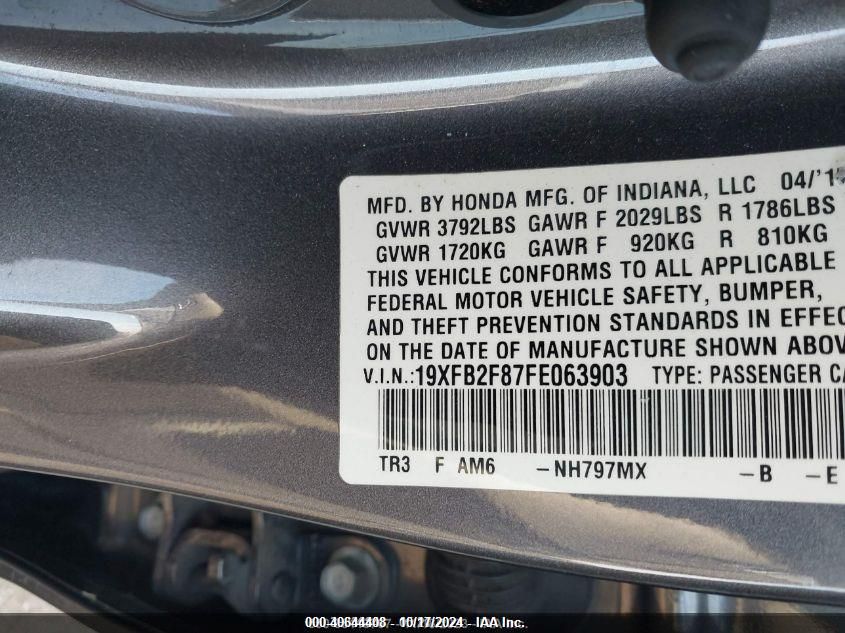 MFD. BY HONDA MFG. OF INDIANA, LLC 04/'1
GVWR 3792LBS GAWR F 2029LBS R 1786LBS
GVWR 1720KG GAWR F 920KG R 810KG
THIS VEHICLE CONFORMS TO ALL APPLICABLE
FEDERAL MOTOR VEHICLE SAFETY, BUMPER,
AND THEFT PREVENTION STANDARDS IN EFFEC
ON THE DATE OF MANUFACTURE SHOWN ABOV
V.I.N.:19XFB2F87FE063903 TYPE: PASSENGER CA
TR3 F AM6 -NH797MX -B -E
000-40644408 - 10/17/2024 - IAA Inc.